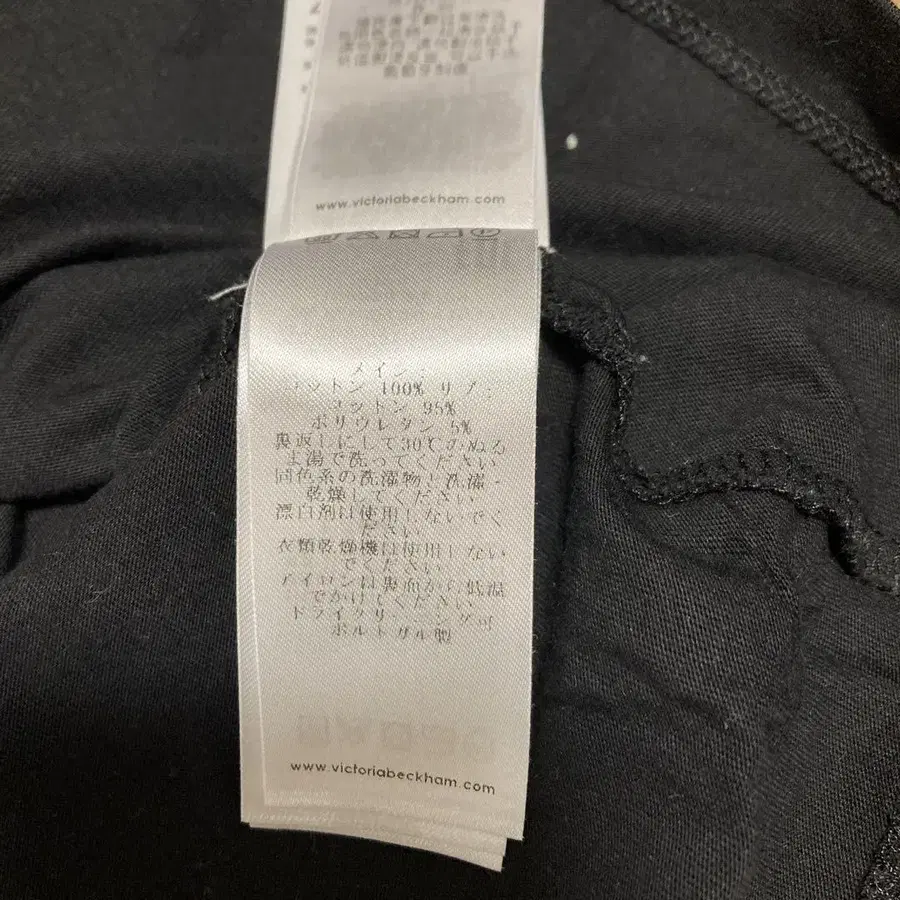 www.victoriabeckham.com
メイン:
コットン 100% リブ:
コットン 95%
ポリウレタン 5%
裏返しにして30℃のぬる
ま湯で洗ってください
同色系の洗濯物と洗濯・
乾燥してください
漂白剤は使用しないでく
ださい
衣類乾燥機は使用しない
でください
アイロンは裏面から低温
でかけてください
ドライクリーニング可
ポルトガル製
www.victoriabeckham.com